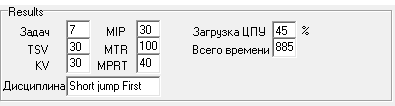 Results
Задач 7 MIP 30 Загрузка ЦПУ 45 %
TSV 30 MTR 100 Всего времени 885
KV 30 MPRT 40
Дисциплина Short jump First